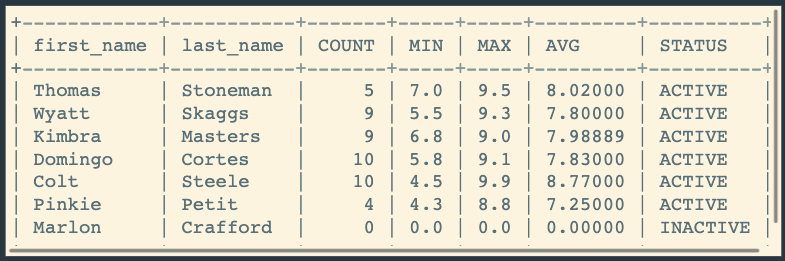 +------------+-----------+-------+-----+-----+---------+----------+
| first_name | last_name | COUNT | MIN | MAX | AVG     | STATUS   |
+------------+-----------+-------+-----+-----+---------+----------+
| Thomas     | Stoneman  |     5 | 7.0 | 9.5 | 8.02000 | ACTIVE   |
| Wyatt      | Skaggs    |     9 | 5.5 | 9.3 | 7.80000 | ACTIVE   |
| Kimbra     | Masters   |     9 | 6.8 | 9.0 | 7.98889 | ACTIVE   |
| Domingo    | Cortes    |    10 | 5.8 | 9.1 | 7.83000 | ACTIVE   |
| Colt       | Steele    |    10 | 4.5 | 9.9 | 8.77000 | ACTIVE   |
| Pinkie     | Petit     |     4 | 4.3 | 8.8 | 7.25000 | ACTIVE   |
| Marlon     | Crafford  |     0 | 0.0 | 0.0 | 0.00000 | INACTIVE |